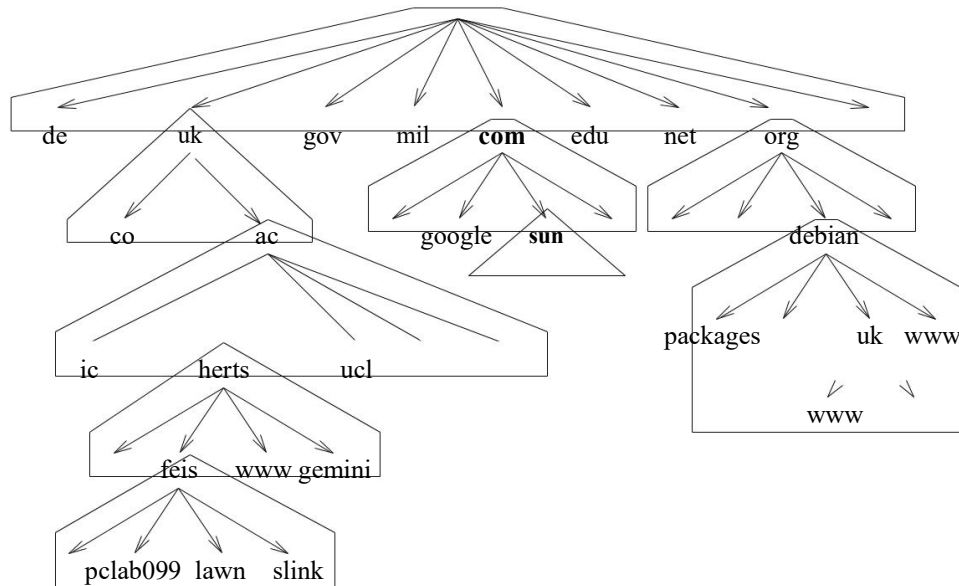 de uk gov mil com edu net org
co ac google sun debian
packages uk www
ic herts ucl
www
feis www gemini
pclab099 lawn slink